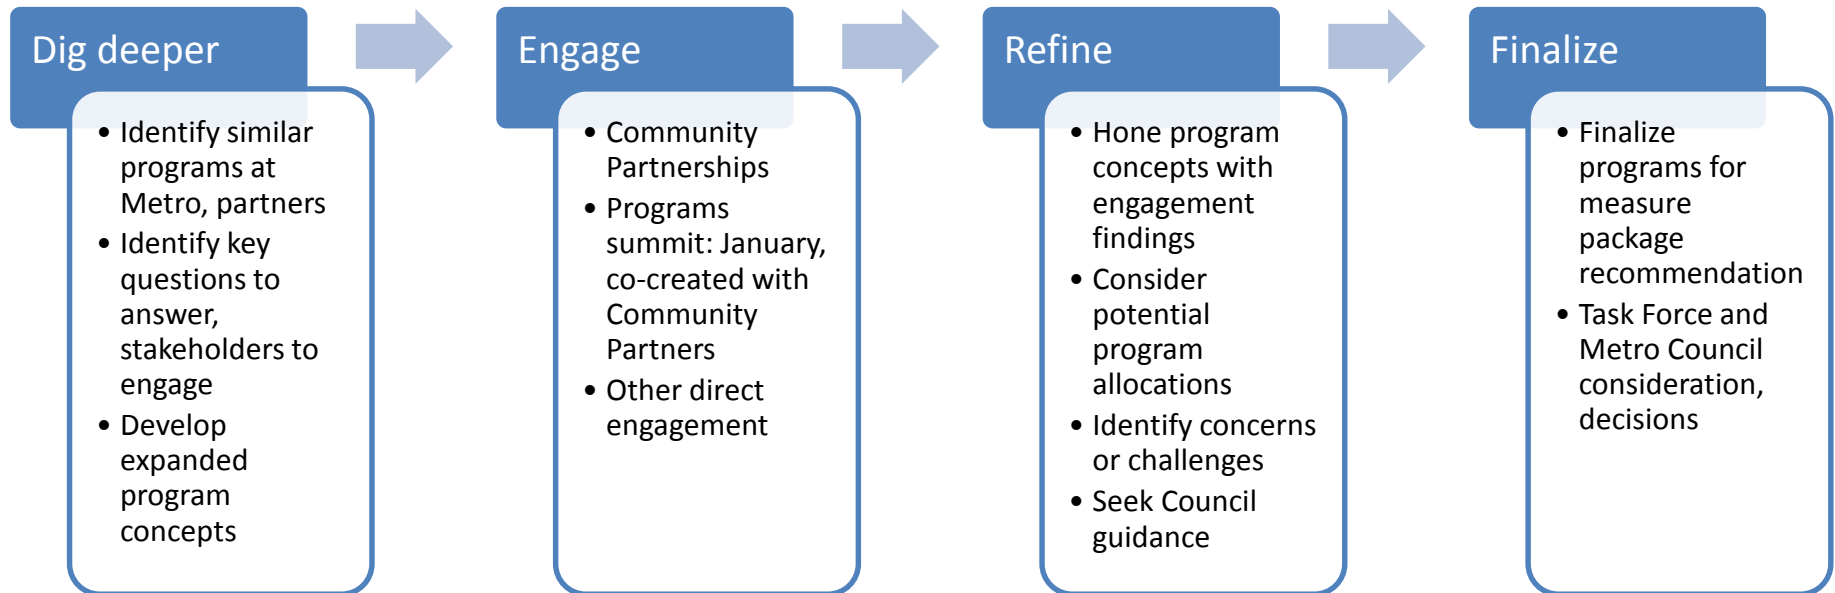 Dig deeper
• Identify similar
programs at
Metro, partners
• Identify key
questions to
answer,
stakeholders to
engage
• Develop
expanded
program
concepts
Engage
• Community
Partnerships
• Programs
summit: January,
co-created with
Community
Partners
• Other direct
engagement
Refine
• Hone program
concepts with
engagement
findings
• Consider
potential
program
allocations
• Identify concerns
or challenges
• Seek Council
guidance
Finalize
• Finalize
programs for
measure
package
recommendation
• Task Force and
Metro Council
consideration,
decisions